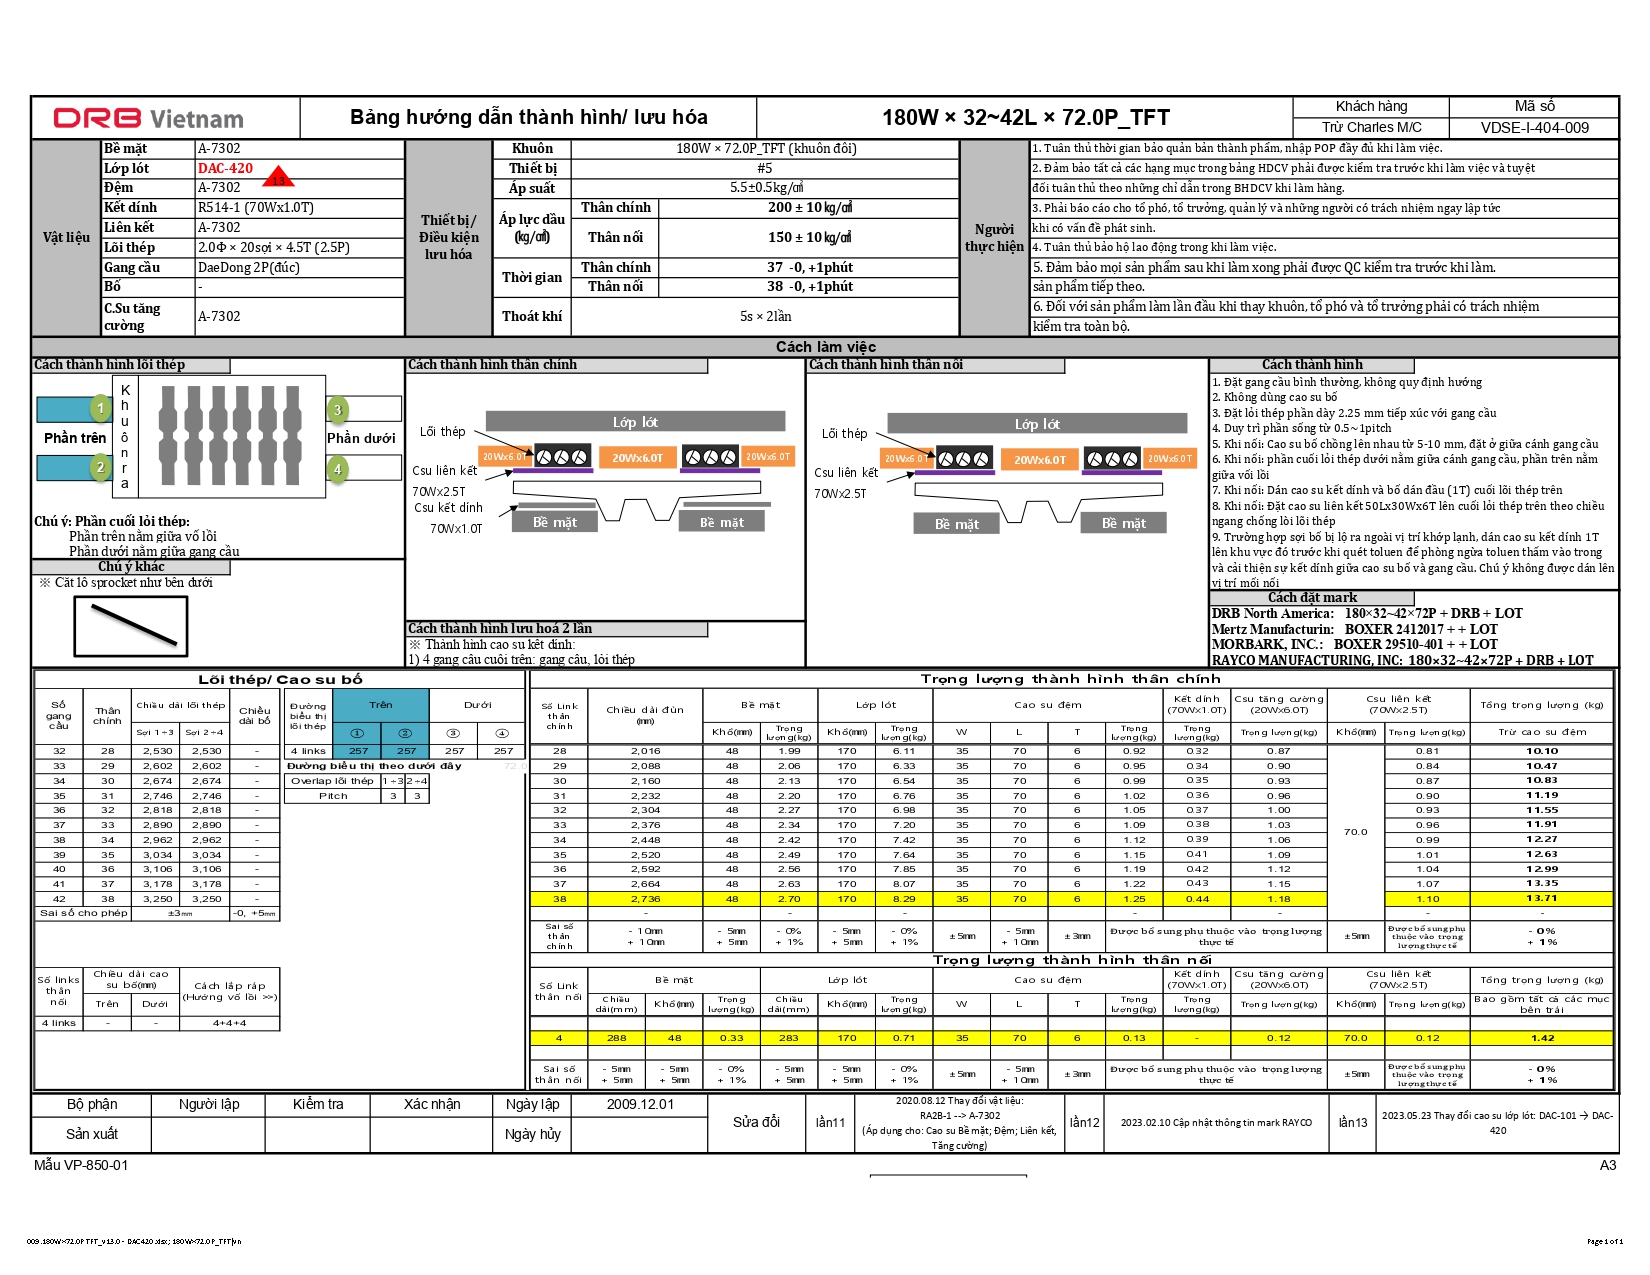 DRB Vietnam
Bảng hướng dẫn thành hình/ lưu hóa
180W × 32~42L × 72.0P_TFT
Khách hàng
Mã số
Trừ Charles M/C
VDSE-I-404-009
Vật liệu
Bề mặt A-7302
Lớp lót DAC-420
13
Đệm A-7302
Kết dính R514-1 (70Wx1.0T)
Liên kết A-7302
Lõi thép 2.0Φ × 20sợi × 4.5T (2.5P)
Gang cầu DaeDong 2P(đúc)
Bố -
C.Su tăng cường A-7302
Thiết bị/ Điều kiện lưu hóa
Khuôn 180W × 72.0P_TFT (khuôn đôi)
Thiết bị #5
Áp suất 5.5±0.5kg/㎠
Áp lực dầu (kg/㎠)
Thân chính 200 ± 10㎏/㎠
Thân nối 150 ± 10㎏/㎠
Thời gian
Thân chính 37 -0, +1phút
Thân nối 38 -0, +1phút
Thoát khí 5s × 2lần
Người thực hiện
1. Tuân thủ thời gian bảo quản bán thành phẩm, nhập POP đầy đủ khi làm việc.
2. Đảm bảo tất cả các hạng mục trong bảng HDCV phải được kiểm tra trước khi làm việc và tuyệt
đối tuân thủ theo những chỉ dẫn trong BHDCV khi làm hàng.
3. Phải báo cáo cho tổ phó, tổ trưởng, quản lý và những người có trách nhiệm ngay lập tức
khi có vấn đề phát sinh.
4. Tuân thủ bảo hộ lao động trong khi làm việc.
5. Đảm bảo mọi sản phẩm sau khi làm xong phải được QC kiểm tra trước khi làm.
sản phẩm tiếp theo.
6. Đối với sản phẩm làm lần đầu khi thay khuôn, tổ phó và tổ trưởng phải có trách nhiệm
kiểm tra toàn bộ.
Cách làm việc
Cách thành hình lõi thép
1
2
3
4
Phần trên
Khuôn ra
Phần dưới
Chú ý: Phần cuối lỏi thép:
Phần trên nằm giữa vố lồi
Phần dưới nằm giữa gang cầu
Chú ý khác
※ Cắt lô sprocket như bên dưới
Cách thành hình thân chính
Lớp lót
Lõi thép
20Wx6.0T 20Wx6.0T 20Wx6.0T
Csu liên kết
70Wx2.5T
Csu kết dính
70Wx1.0T
Bề mặt Bề mặt
Cách thành hình lưu hoá 2 lần
※ Thành hình cao su kết dính:
1) 4 gang cầu cuối trên: gang cầu, lỏi thép
Cách thành hình thân nối
Lớp lót
Lõi thép
20Wx6.0T 20Wx6.0T 20Wx6.0T
Csu liên kết
70Wx2.5T
Bề mặt Bề mặt
Cách thành hình
1. Đặt gang cầu bình thường, không quy định hướng
2. Không dùng cao su bố
3. Đặt lỏi thép phần dày 2.25 mm tiếp xúc với gang cầu
4. Duy trì phần sống từ 0.5~1pitch
5. Khi nối: Cao su bố chồng lên nhau từ 5-10 mm, đặt ở giữa cánh gang cầu
6. Khi nối: phần cuối lỏi thép dưới nằm giữa cánh gang cầu, phần trên nằm
giữa vối lồi
7. Khi nối: Dán cao su kết dính và bố dán đầu (1T) cuối lõi thép trên
8. Khi nối: Đặt cao su liên kết 50Lx30Wx6T lên cuối lỏi thép trên theo chiều
ngang chống lòi lõi thép
9. Trường hợp sợi bố bị lộ ra ngoài vị trí khớp lạnh, dán cao su kết dính 1T
lên khu vực đó trước khi quét toluen để phòng ngừa toluen thấm vào trong
và cải thiện sự kết dính giữa cao su bố và gang cầu. Chú ý không được dán lên
vị trí mối nối
Cách đặt mark
DRB North America: 180×32~42×72P + DRB + LOT
Mertz Manufacturin: BOXER 2412017 + + LOT
MORBARK, INC.: BOXER 29510-401 + + LOT
RAYCO MANUFACTURING, INC: 180×32~42×72P + DRB + LOT
Lõi thép/ Cao su bố
Số gang cầu | Thân chính | Chiều dài lõi thép | Chiều dài bố
Sợi 1÷3 | Sợi 2÷4
32 28 2,530 2,530 -
33 29 2,602 2,602 -
34 30 2,674 2,674 -
35 31 2,746 2,746 -
36 32 2,818 2,818 -
37 33 2,890 2,890 -
38 34 2,962 2,962 -
39 35 3,034 3,034 -
40 36 3,106 3,106 -
41 37 3,178 3,178 -
42 38 3,250 3,250 -
Sai số cho phép ±3mm -0, +5mm
Đường biểu thị lõi thép | Trên | Dưới
① ② ③ ④
4 links 257 257 257 257
Đường biểu thị theo dưới đây 72.0
Overlap lõi thép 1÷3 2÷4
Pitch 3 3
Số links thân nối | Chiều dài cao su bố(mm) | Cách lắp ráp (Hướng vố lồi >>)
Trên | Dưới
4 links - - 4+4+4
Trọng lượng thành hình thân chính
Số Link thân chính | Chiều dài đùn (mm) | Bề mặt | Lớp lót | Cao su đệm | Kết dính (70Wx1.0T) | Csu tăng cường (20Wx6.0T) | Csu liên kết (70Wx2.5T) | Tổng trọng lượng (kg)
Khổ(mm) | Trọng lượng(kg) | Khổ(mm) | Trọng lượng(kg) | W | L | T | Trọng lượng(kg) | Trọng lượng(kg) | Trọng lượng(kg) | Khổ(mm) | Trọng lượng(kg) | Trừ cao su đệm
28 2,016 48 1.99 170 6.11 35 70 6 0.92 0.32 0.87 0.81 10.10
29 2,088 48 2.06 170 6.33 35 70 6 0.95 0.34 0.90 0.84 10.47
30 2,160 48 2.13 170 6.54 35 70 6 0.99 0.35 0.93 0.87 10.83
31 2,232 48 2.20 170 6.76 35 70 6 1.02 0.36 0.96 0.90 11.19
32 2,304 48 2.27 170 6.98 35 70 6 1.05 0.37 1.00 0.93 11.55
33 2,376 48 2.34 170 7.20 35 70 6 1.09 0.38 1.03 70.0 0.96 11.91
34 2,448 48 2.42 170 7.42 35 70 6 1.12 0.39 1.06 0.99 12.27
35 2,520 48 2.49 170 7.64 35 70 6 1.15 0.41 1.09 1.01 12.63
36 2,592 48 2.56 170 7.85 35 70 6 1.19 0.42 1.12 1.04 12.99
37 2,664 48 2.63 170 8.07 35 70 6 1.22 0.43 1.15 1.07 13.35
38 2,736 48 2.70 170 8.29 35 70 6 1.25 0.44 1.18 1.10 13.71
- - - - - - - -
Sai số thân chính | - 10mm + 10mm | - 5mm + 5mm | - 0% + 1% | - 5mm + 5mm | - 0% + 1% | ±5mm | - 5mm + 10mm | ±3mm | Được bổ sung phụ thuộc vào trọng lượng thực tế | ±5mm | Được bổ sung phụ thuộc vào trọng lượng thực tế | - 0% + 1%
Trọng lượng thành hình thân nối
Số Link thân nối | Bề mặt | Lớp lót | Cao su đệm | Kết dính (70Wx1.0T) | Csu tăng cường (20Wx6.0T) | Csu liên kết (70Wx2.5T) | Tổng trọng lượng (kg)
Chiều dài(mm) | Khổ(mm) | Trọng lượng(kg) | Chiều dài(mm) | Khổ(mm) | Trọng lượng(kg) | W | L | T | Trọng lượng(kg) | Trọng lượng(kg) | Trọng lượng(kg) | Khổ(mm) | Trọng lượng(kg) | Bao gồm tất cả các mục bên trái
4 288 48 0.33 283 170 0.71 35 70 6 0.13 - 0.12 70.0 0.12 1.42
Sai số thân nối | - 5mm + 5mm | - 5mm + 5mm | - 0% + 1% | - 5mm + 5mm | - 5mm + 5mm | - 0% + 1% | ±5mm | - 5mm + 10mm | ±3mm | Được bổ sung phụ thuộc vào trọng lượng thực tế | ±5mm | Được bổ sung phụ thuộc vào trọng lượng thực tế | - 0% + 1%
Bộ phận | Người lập | Kiểm tra | Xác nhận | Ngày lập | 2009.12.01
Sản xuất | Ngày hủy
Sửa đổi
lần11
2020.08.12 Thay đổi vật liệu:
RA2B-1 --> A-7302
(Áp dụng cho: Cao su Bề mặt; Đệm; Liên kết,
Tăng cường)
lần12
2023.02.10 Cập nhật thông tin mark RAYCO
lần13
2023.05.23 Thay đổi cao su lớp lót: DAC-101 → DAC-
420
Mẫu VP-850-01
A3
009.180W×72.0P TFT_v13.0 - DAC420.xlsx; 180W×72.0P_TFT|vn
Page 1 of 1